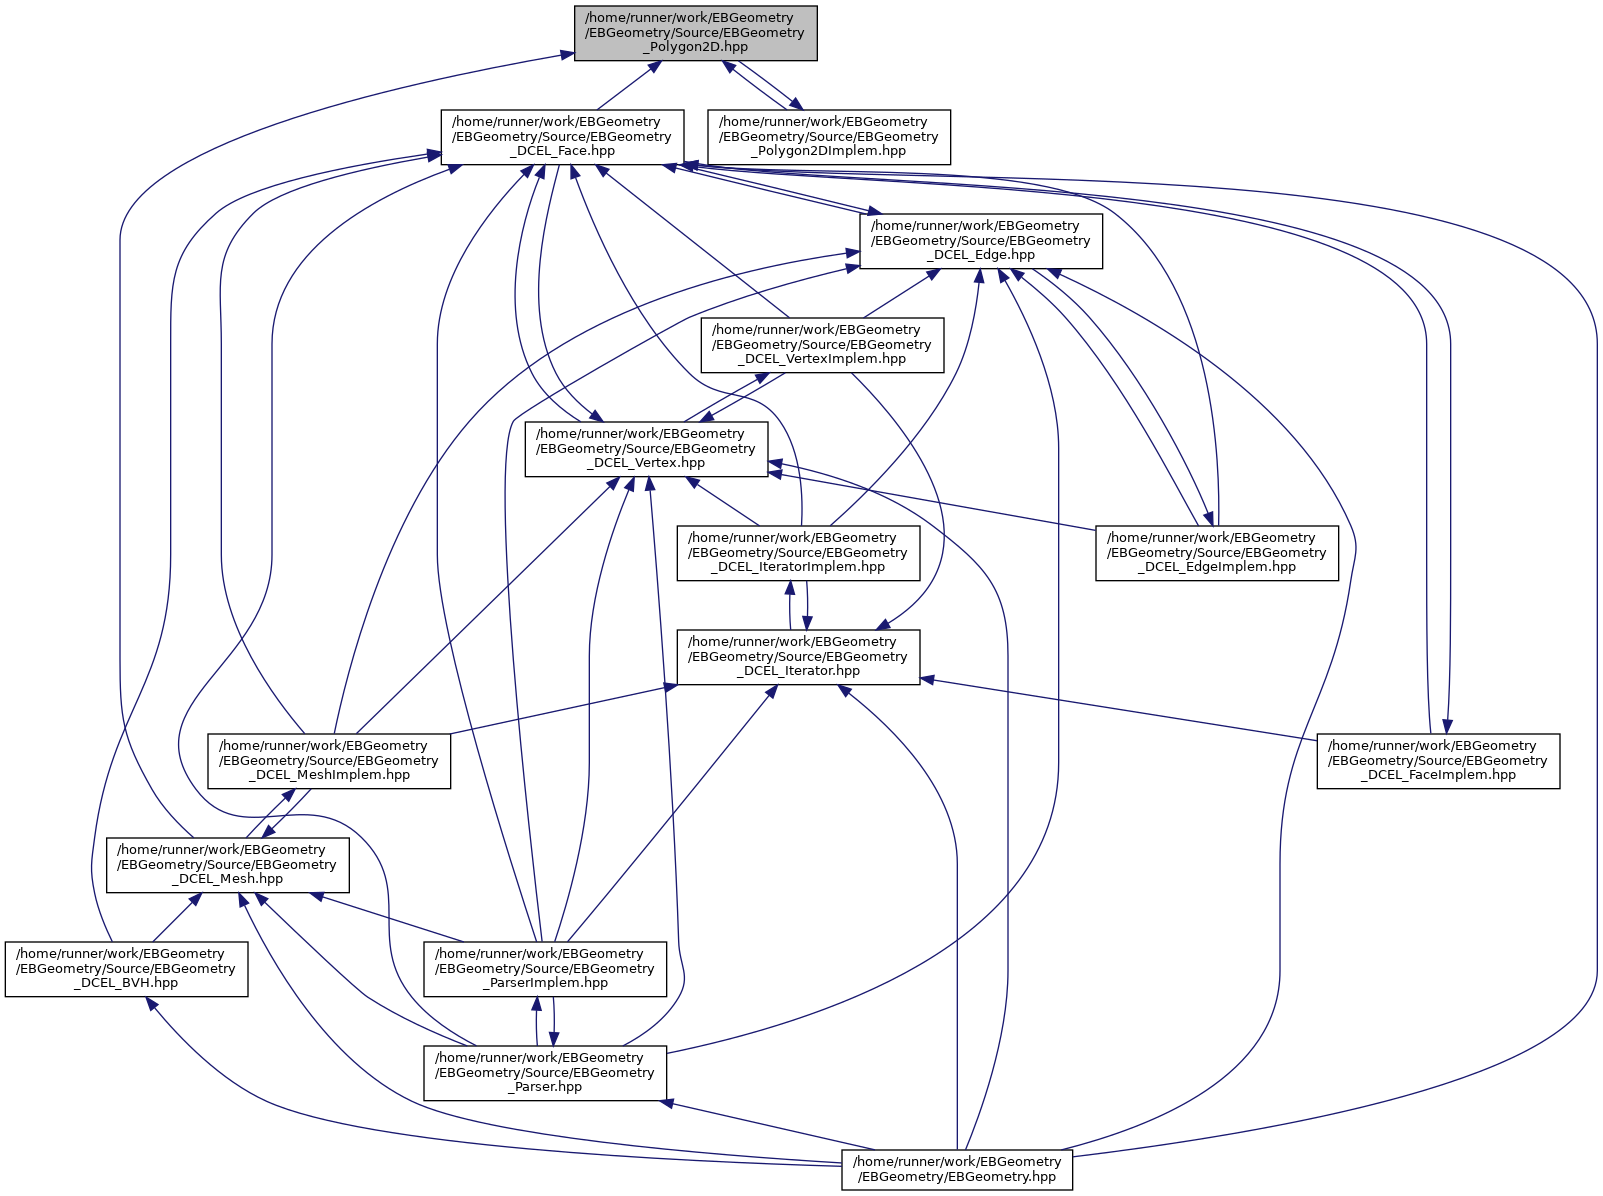 /home/runner/work/EBGeometry
/EBGeometry/Source/EBGeometry
_Polygon2D.hpp
/home/runner/work/EBGeometry
/EBGeometry/Source/EBGeometry
_DCEL_Face.hpp
/home/runner/work/EBGeometry
/EBGeometry/Source/EBGeometry
_Polygon2DImplem.hpp
/home/runner/work/EBGeometry
/EBGeometry/Source/EBGeometry
_DCEL_Edge.hpp
/home/runner/work/EBGeometry
/EBGeometry/Source/EBGeometry
_DCEL_VertexImplem.hpp
/home/runner/work/EBGeometry
/EBGeometry/Source/EBGeometry
_DCEL_Vertex.hpp
/home/runner/work/EBGeometry
/EBGeometry/Source/EBGeometry
_DCEL_IteratorImplem.hpp
/home/runner/work/EBGeometry
/EBGeometry/Source/EBGeometry
_DCEL_EdgeImplem.hpp
/home/runner/work/EBGeometry
/EBGeometry/Source/EBGeometry
_DCEL_Iterator.hpp
/home/runner/work/EBGeometry
/EBGeometry/Source/EBGeometry
_DCEL_MeshImplem.hpp
/home/runner/work/EBGeometry
/EBGeometry/Source/EBGeometry
_DCEL_FaceImplem.hpp
/home/runner/work/EBGeometry
/EBGeometry/Source/EBGeometry
_DCEL_Mesh.hpp
/home/runner/work/EBGeometry
/EBGeometry/Source/EBGeometry
_DCEL_BVH.hpp
/home/runner/work/EBGeometry
/EBGeometry/Source/EBGeometry
_ParserImplem.hpp
/home/runner/work/EBGeometry
/EBGeometry/Source/EBGeometry
_Parser.hpp
/home/runner/work/EBGeometry
/EBGeometry/EBGeometry.hpp